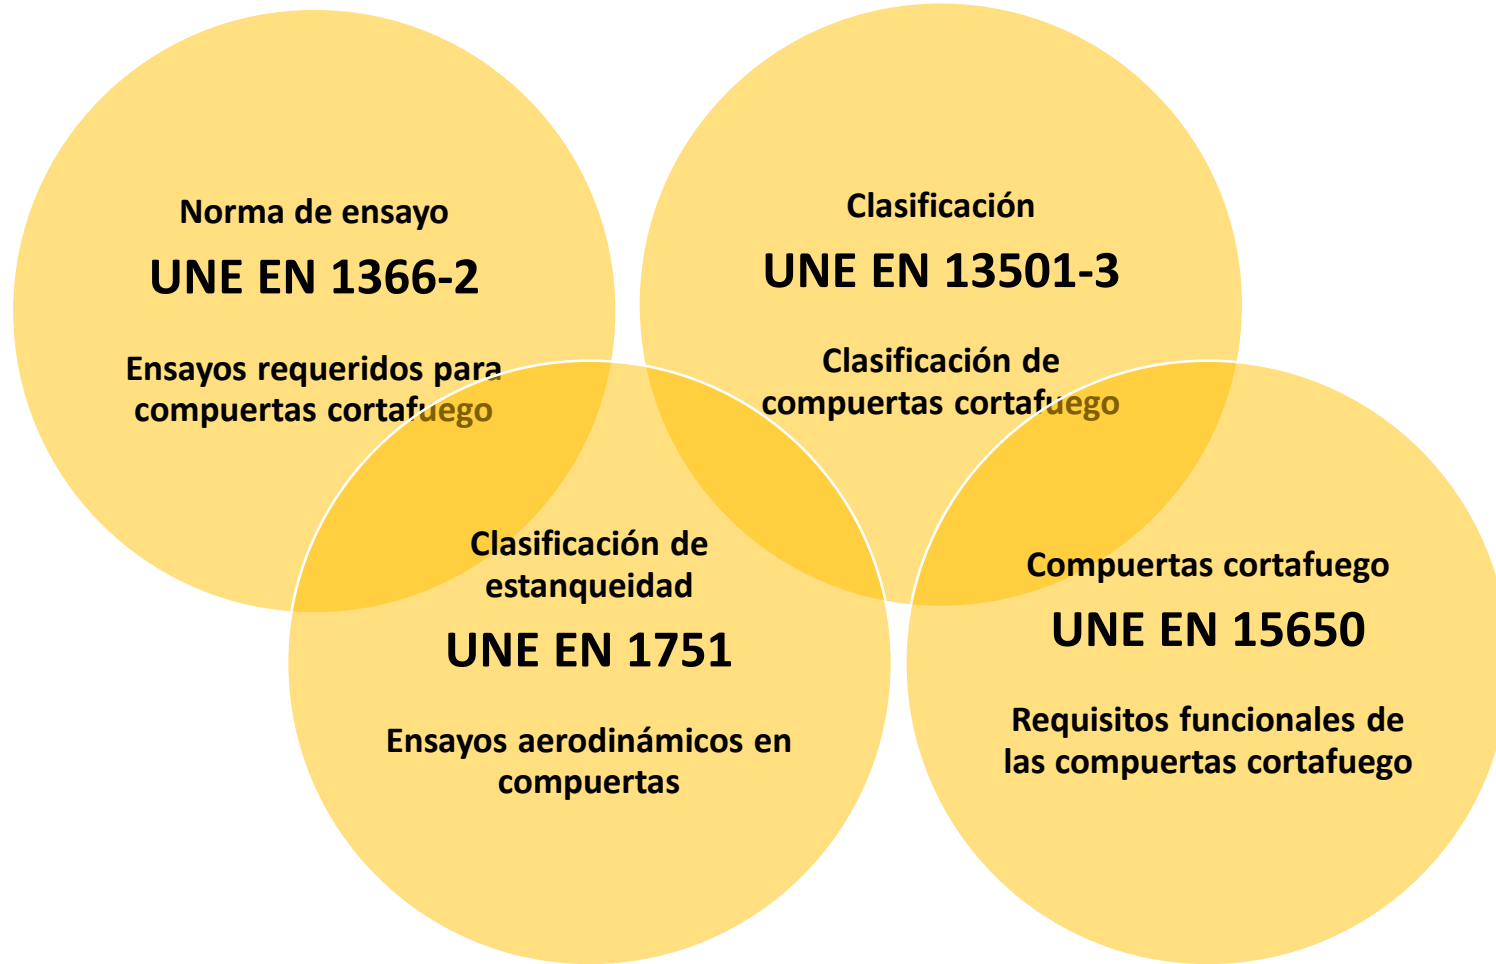 Norma de ensayo
UNE EN 1366-2
Ensayos requeridos para
compuertas cortafuego
Clasificación
UNE EN 13501-3
Clasificación de
compuertas cortafuego
Clasificación de
estanqueidad
UNE EN 1751
Ensayos aerodinámicos en
compuertas
Compuertas cortafuego
UNE EN 15650
Requisitos funcionales de
las compuertas cortafuego